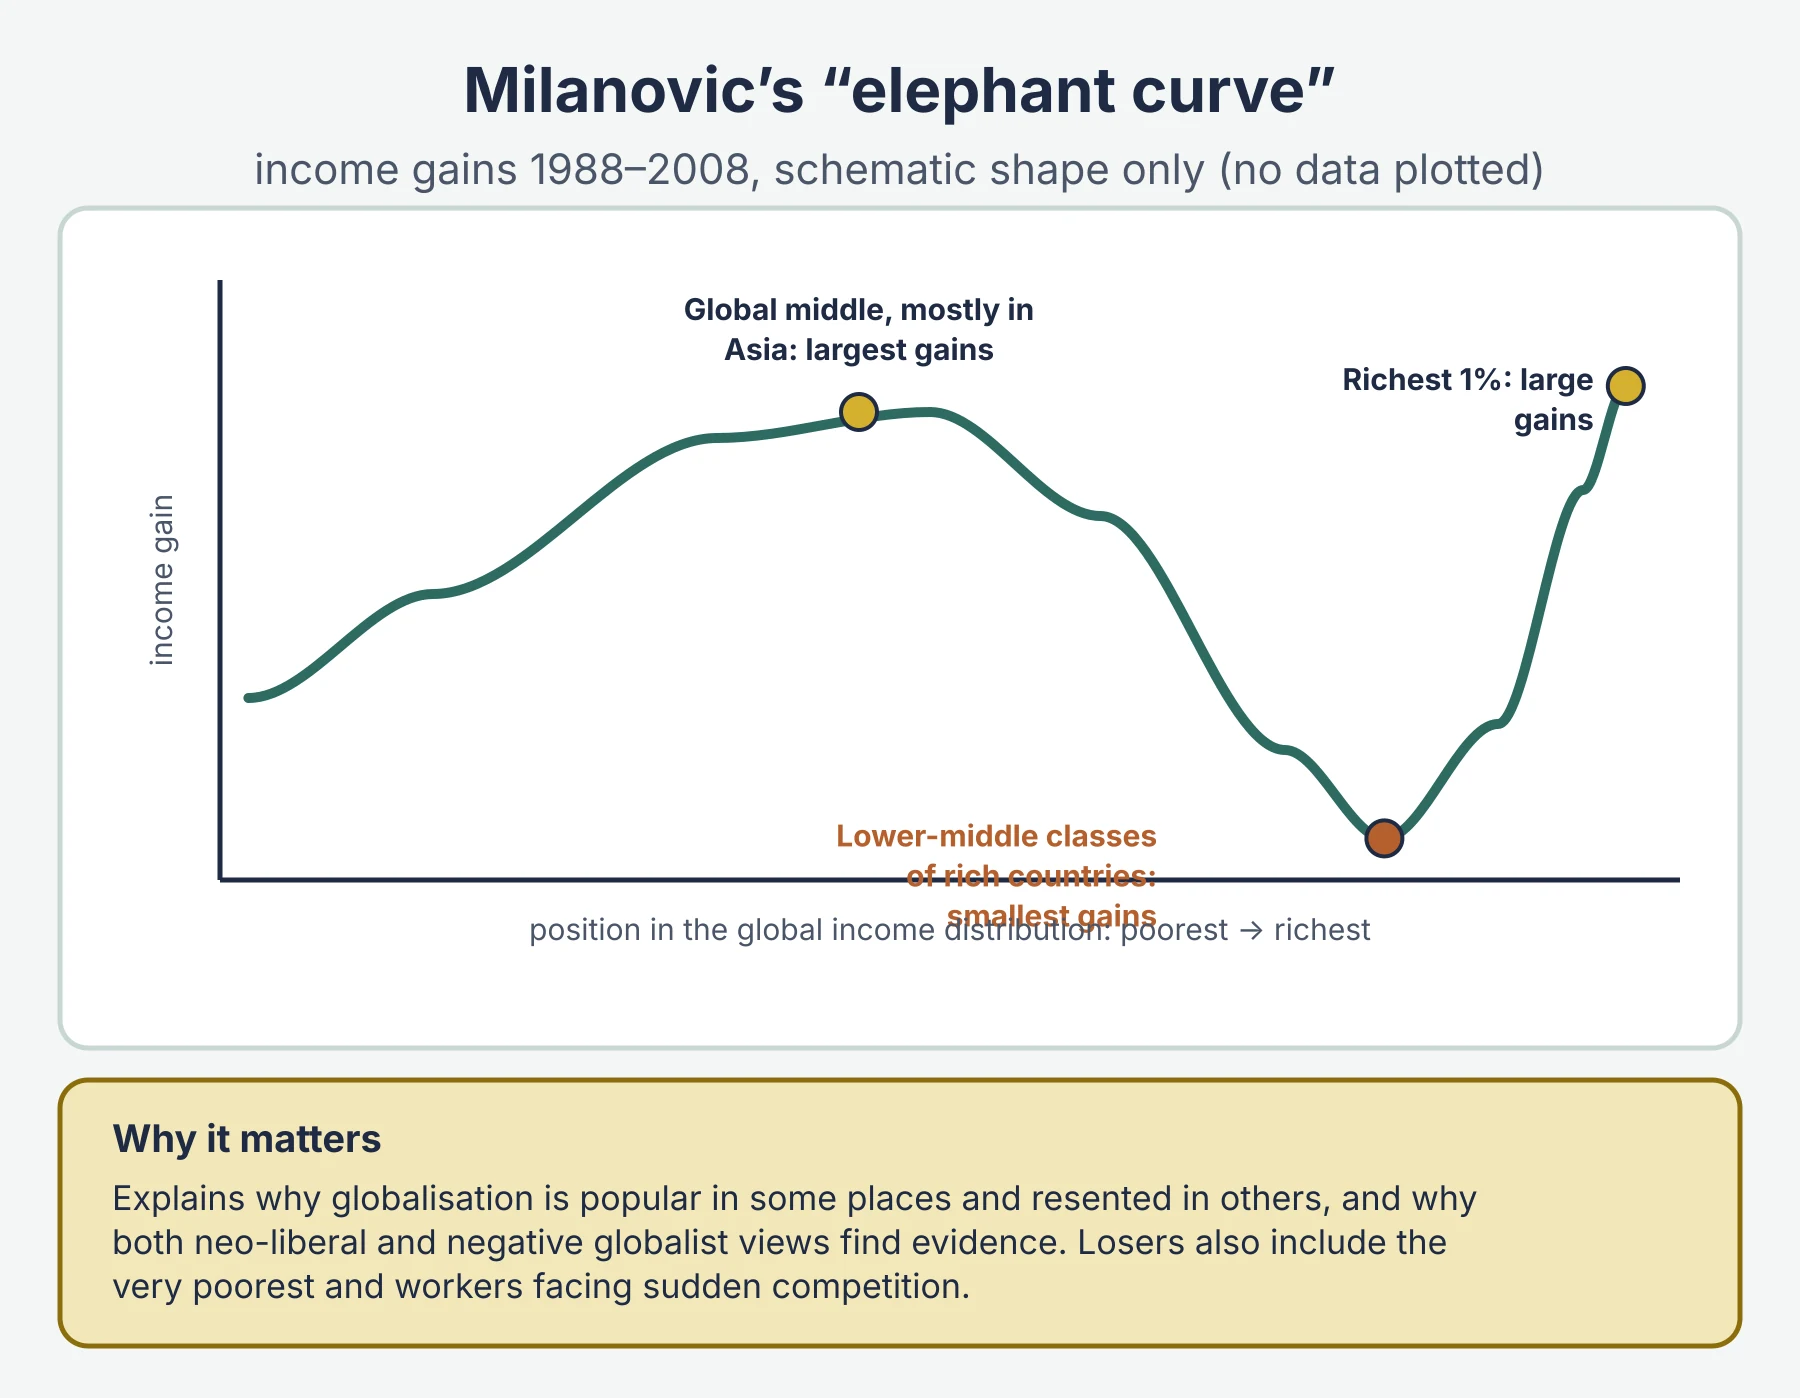 Milanovic’s “elephant curve”
income gains 1988–2008, schematic shape only (no data plotted)
Global middle, mostly in
Asia: largest gains
Richest 1%: large
gains
income gain
Lower-middle classes
of rich countries:
smallest gains
position in the global income distribution: poorest → richest
Why it matters
Explains why globalisation is popular in some places and resented in others, and why
both neo-liberal and negative globalist views find evidence. Losers also include the
very poorest and workers facing sudden competition.